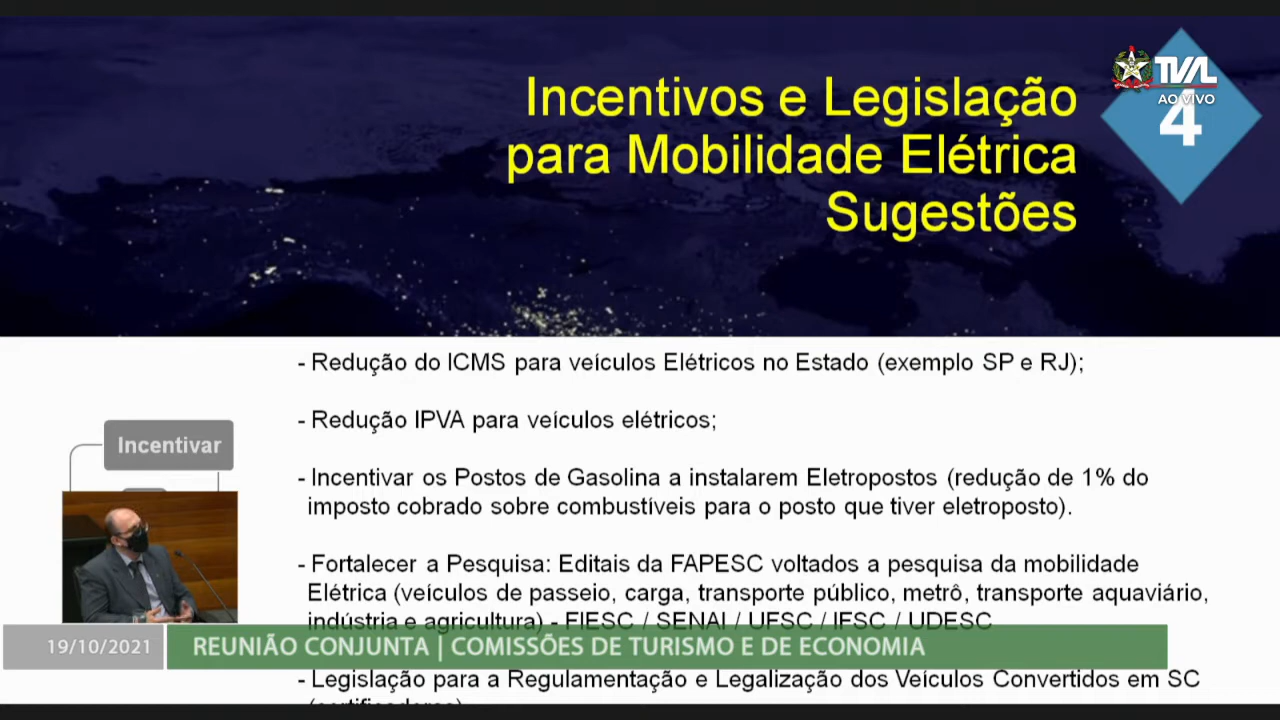 Incentivos e Legislação
para Mobilidade Elétrica
Sugestões
TVAL
AO VIVO
4
- Redução do ICMS para veículos Elétricos no Estado (exemplo SP e RJ);
- Redução IPVA para veículos elétricos;
Incentivar
- Incentivar os Postos de Gasolina a instalarem Eletropostos (redução de 1% do
imposto cobrado sobre combustíveis para o posto que tiver eletroposto).
- Fortalecer a Pesquisa: Editais da FAPESC voltados a pesquisa da mobilidade
Elétrica (veículos de passeio, carga, transporte público, metrô, transporte aquaviário,
indústria e agricultura) - FIESC / SENAI / UFSC / IFSC / UDESC
19/10/2021
REUNIÃO CONJUNTA | COMISSÕES DE TURISMO E DE ECONOMIA
- Legislação para a Regulamentação e Legalização dos Veículos Convertidos em SC